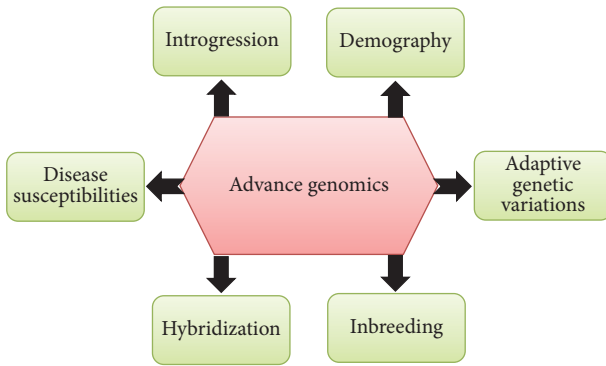 Introgression
Demography
Disease
susceptibilities
Advance genomics
Adaptive
genetic
variations
Hybridization
Inbreeding